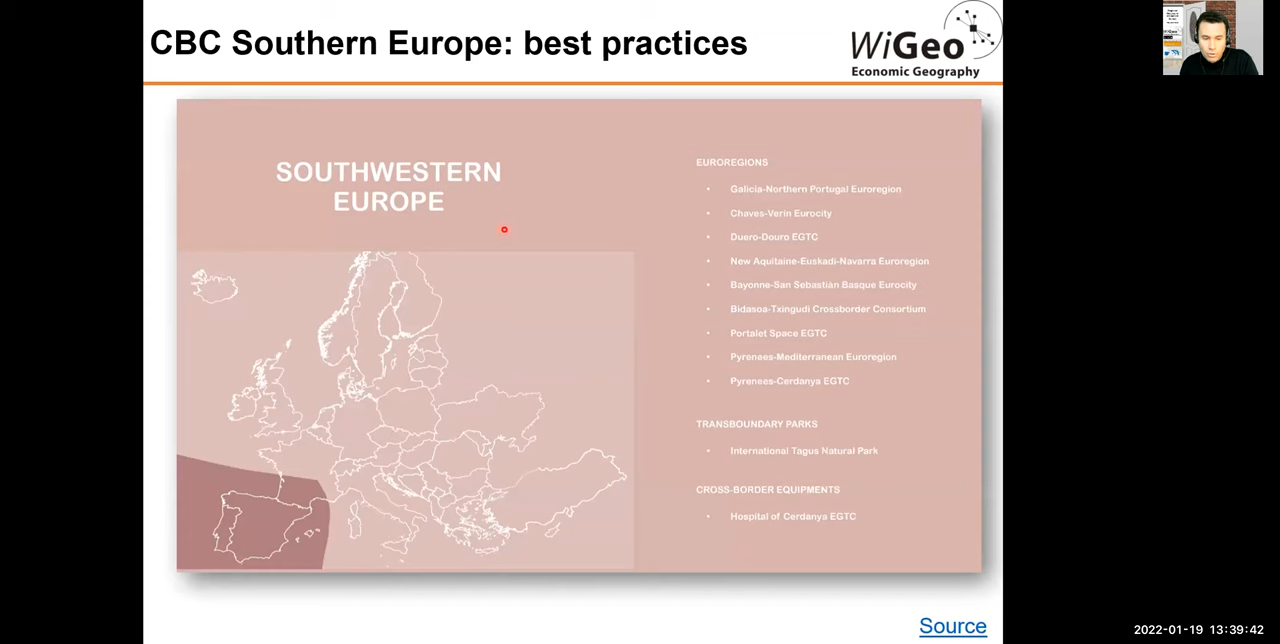 CBC Southern Europe: best practices
WiGeo
Economic Geography
SOUTHWESTERN
EUROPE
EUROREGIONS
• Galicia-Northern Portugal Euroregion
• Chaves-Verín Eurocity
• Duero-Douro EGTC
• New Aquitaine-Euskadi-Navarra Euroregion
• Bayonne-San Sebastián Basque Eurocity
• Bidasoa-Txingudi Crossborder Consortium
• Portalet Space EGTC
• Pyrenees-Mediterranean Euroregion
• Pyrenees-Cerdanya EGTC
TRANSBOUNDARY PARKS
• International Tagus Natural Park
CROSS-BORDER EQUIPMENTS
• Hospital of Cerdanya EGTC
Source
2022-01-19 13:39:42